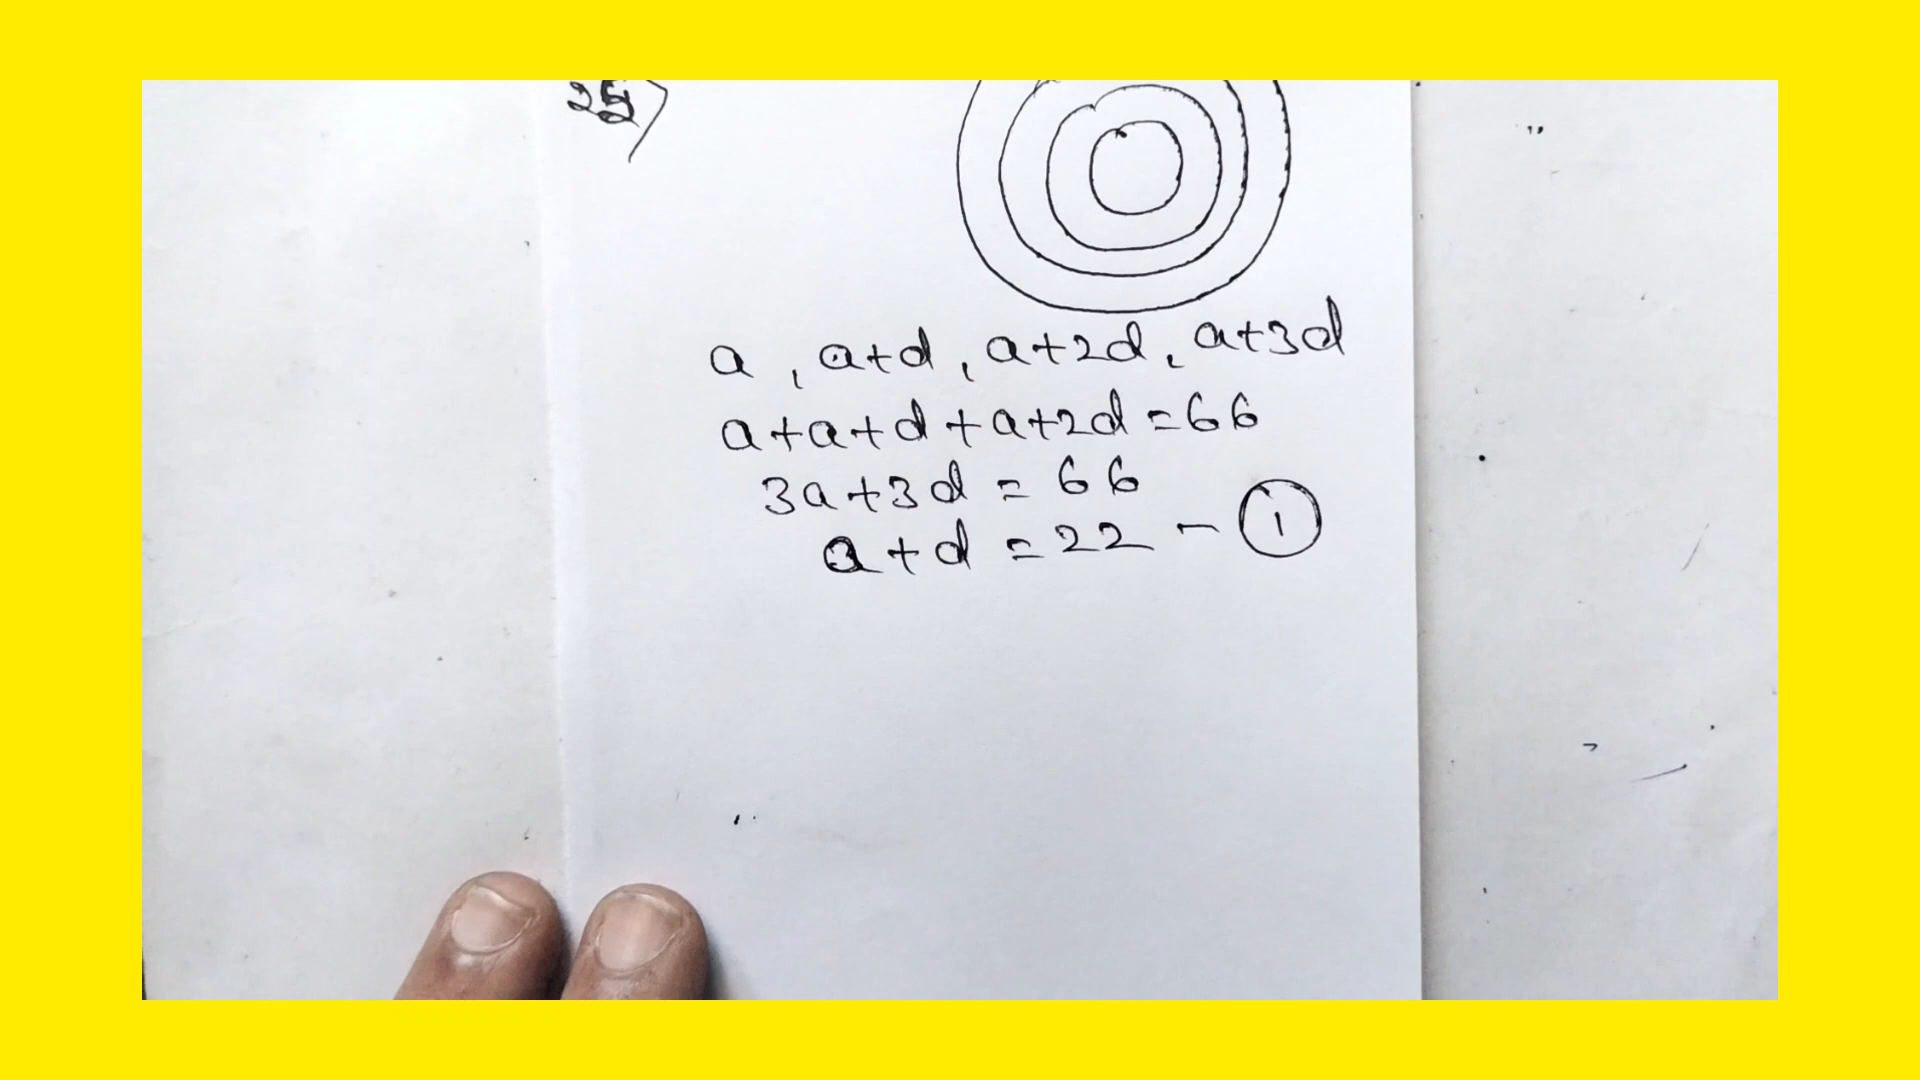 25)
a, a+d, a+2d, a+3d
a+a+d+a+2d=66
3a+3d = 66
a+d = 22 - 1